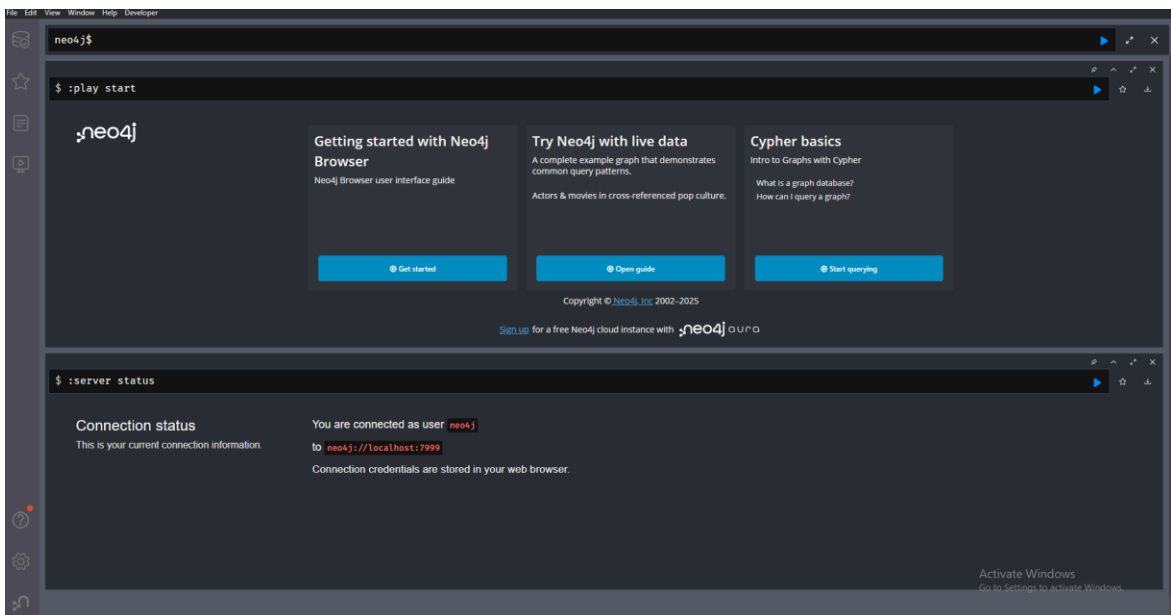 File Edit View Window Help Developer
neo4j$
$ :play start
neo4j
Getting started with Neo4j
Browser
Neo4j Browser user interface guide
Get started
Try Neo4j with live data
A complete example graph that demonstrates
common query patterns.
Actors & movies in cross-referenced pop culture.
Open guide
Cypher basics
Intro to Graphs with Cypher
What is a graph database?
How can I query a graph?
Start querying
Copyright © Neo4j, Inc 2002-2025
Sign up for a free Neo4j cloud instance with neo4j aura
$ :server status
Connection status
This is your current connection information.
You are connected as user neo4j
to neo4j://localhost:7999
Connection credentials are stored in your web browser.
Activate Windows
Go to Settings to activate Windows.